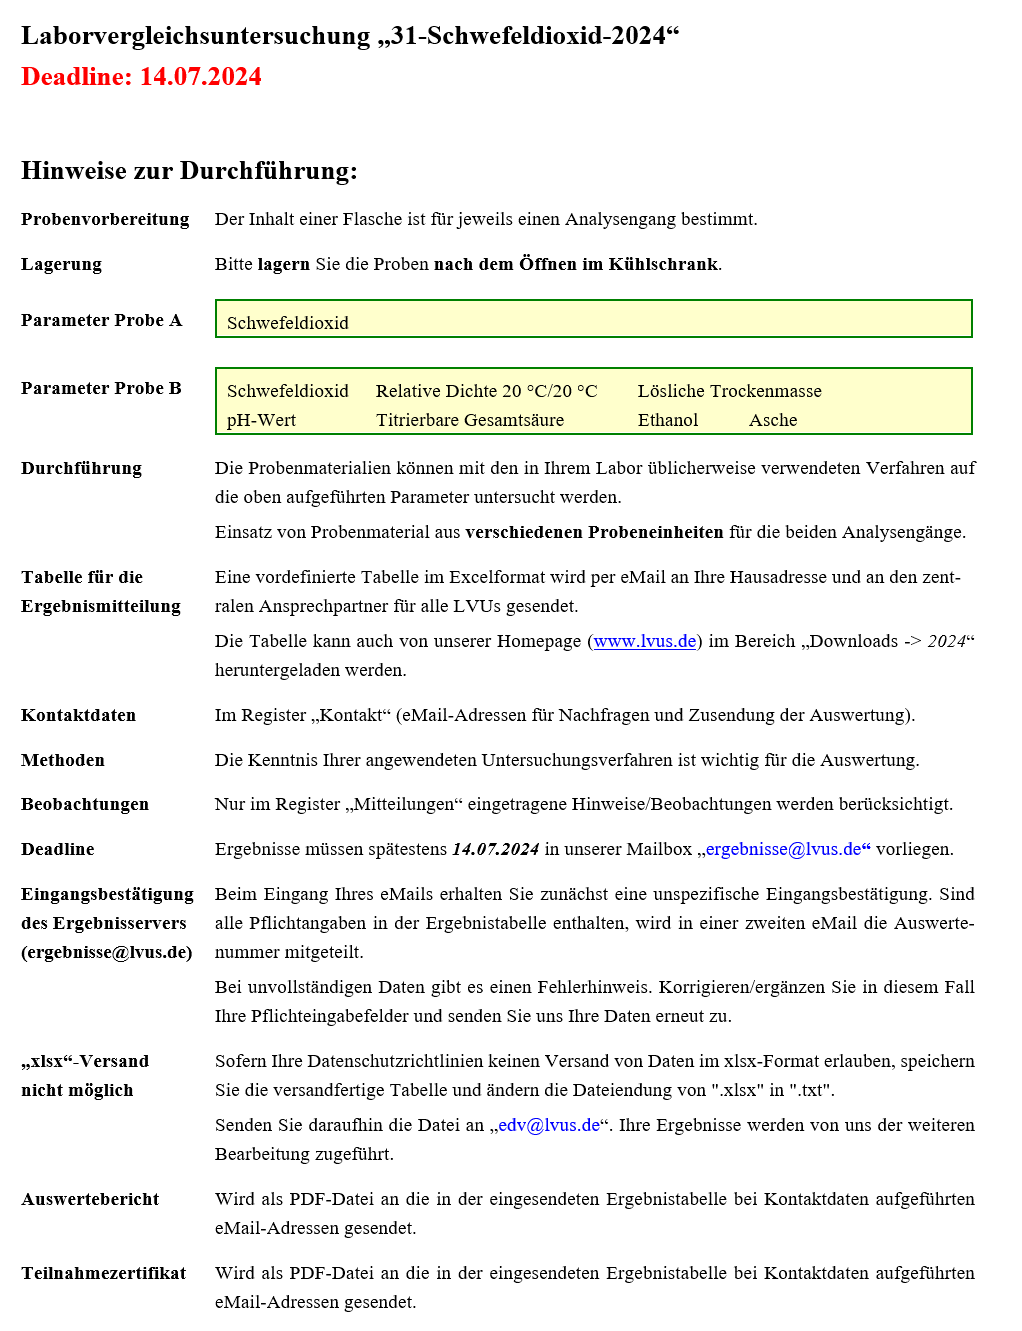 Laborvergleichsuntersuchung „31-Schwefeldioxid-2024“
Deadline: 14.07.2024
Hinweise zur Durchführung:
Probenvorbereitung Der Inhalt einer Flasche ist für jeweils einen Analysengang bestimmt.
Lagerung Bitte lagern Sie die Proben nach dem Öffnen im Kühlschrank.
Parameter Probe A Schwefeldioxid
Parameter Probe B Schwefeldioxid Relative Dichte 20 °C/20 °C Lösliche Trockenmasse
pH-Wert Titrierbare Gesamtsäure Ethanol Asche
Durchführung Die Probenmaterialien können mit den in Ihrem Labor üblicherweise verwendeten Verfahren auf
die oben aufgeführten Parameter untersucht werden.
Einsatz von Probenmaterial aus verschiedenen Probeneinheiten für die beiden Analysengänge.
Tabelle für die Eine vordefinierte Tabelle im Excelformat wird per eMail an Ihre Hausadresse und an den zent-
Ergebnismitteilung ralen Ansprechpartner für alle LVUs gesendet.
Die Tabelle kann auch von unserer Homepage (www.lvus.de) im Bereich „Downloads -> 2024“
heruntergeladen werden.
Kontaktdaten Im Register „Kontakt“ (eMail-Adressen für Nachfragen und Zusendung der Auswertung).
Methoden Die Kenntnis Ihrer angewendeten Untersuchungsverfahren ist wichtig für die Auswertung.
Beobachtungen Nur im Register „Mitteilungen“ eingetragene Hinweise/Beobachtungen werden berücksichtigt.
Deadline Ergebnisse müssen spätestens 14.07.2024 in unserer Mailbox „ergebnisse@lvus.de“ vorliegen.
Eingangsbestätigung Beim Eingang Ihres eMails erhalten Sie zunächst eine unspezifische Eingangsbestätigung. Sind
des Ergebnisservers alle Pflichtangaben in der Ergebnistabelle enthalten, wird in einer zweiten eMail die Auswerte-
(ergebnisse@lvus.de) nummer mitgeteilt.
Bei unvollständigen Daten gibt es einen Fehlerhinweis. Korrigieren/ergänzen Sie in diesem Fall
Ihre Pflichteingabefelder und senden Sie uns Ihre Daten erneut zu.
„xlsx“-Versand Sofern Ihre Datenschutzrichtlinien keinen Versand von Daten im xlsx-Format erlauben, speichern
nicht möglich Sie die versandfertige Tabelle und ändern die Dateiendung von ".xlsx" in ".txt".
Senden Sie daraufhin die Datei an „edv@lvus.de“. Ihre Ergebnisse werden von uns der weiteren
Bearbeitung zugeführt.
Auswertebericht Wird als PDF-Datei an die in der eingesendeten Ergebnistabelle bei Kontaktdaten aufgeführten
eMail-Adressen gesendet.
Teilnahmezertifikat Wird als PDF-Datei an die in der eingesendeten Ergebnistabelle bei Kontaktdaten aufgeführten
eMail-Adressen gesendet.